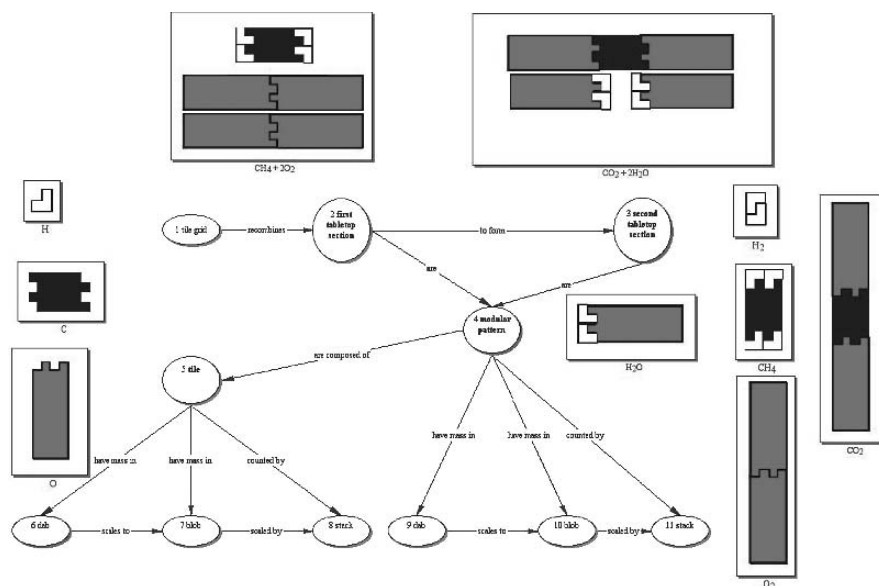 CH4 + 2O2
CO2 + 2H2O
H
1 tile grid
recombines
2 first
tabletop
section
to form
3 second
tabletop
section
H2
are
are
C
4 modular
pattern
are composed of
H2O
CH4
5 tile
O
have mass in
have mass in
counted by
have mass in
have mass in
counted by
CO2
6 dab
scales to
7 blob
scaled by
8 stack
9 dab
scales to
10 blob
scaled by
11 stack
O2